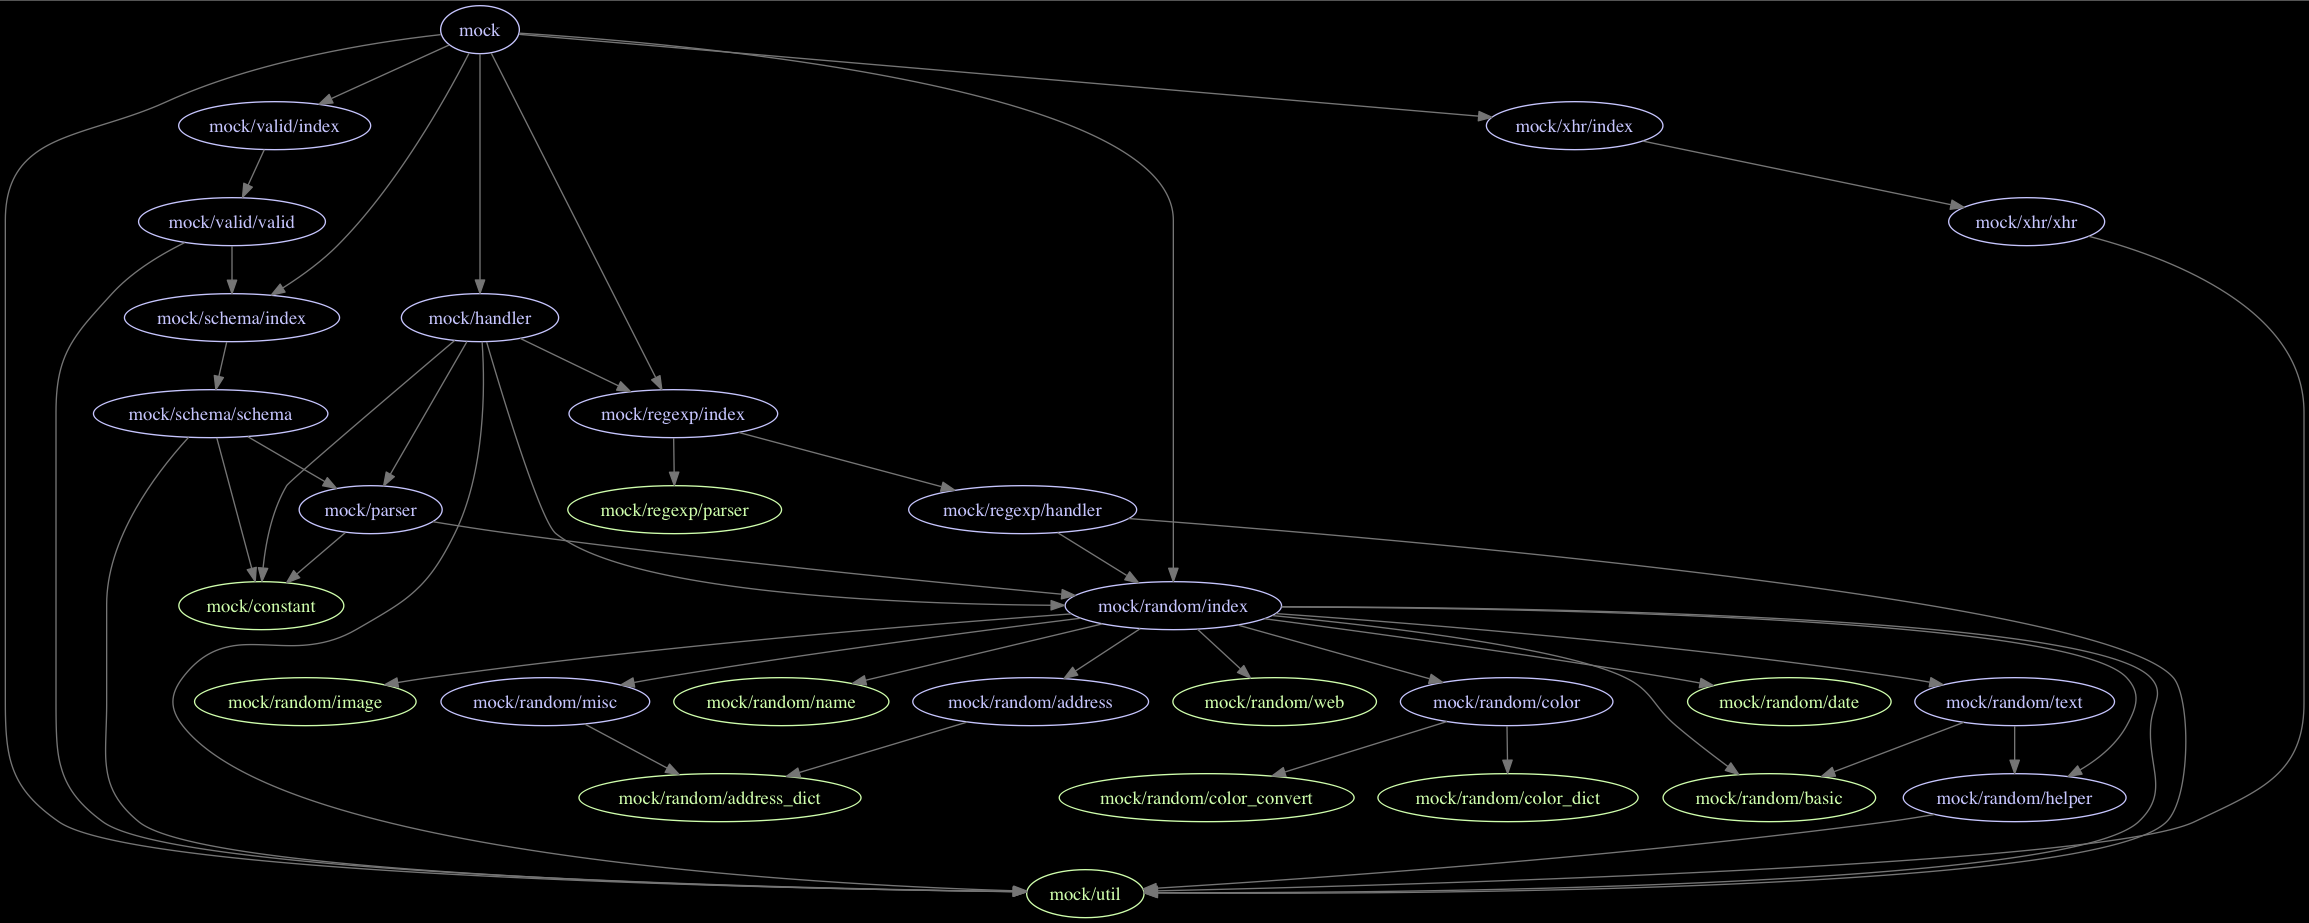 mock
mock/valid/index
mock/xhr/index
mock/valid/valid
mock/xhr/xhr
mock/schema/index
mock/handler
mock/schema/schema
mock/regexp/index
mock/parser
mock/regexp/parser
mock/regexp/handler
mock/constant
mock/random/index
mock/random/image
mock/random/misc
mock/random/name
mock/random/address
mock/random/web
mock/random/color
mock/random/date
mock/random/text
mock/random/address_dict
mock/random/color_convert
mock/random/color_dict
mock/random/basic
mock/random/helper
mock/util